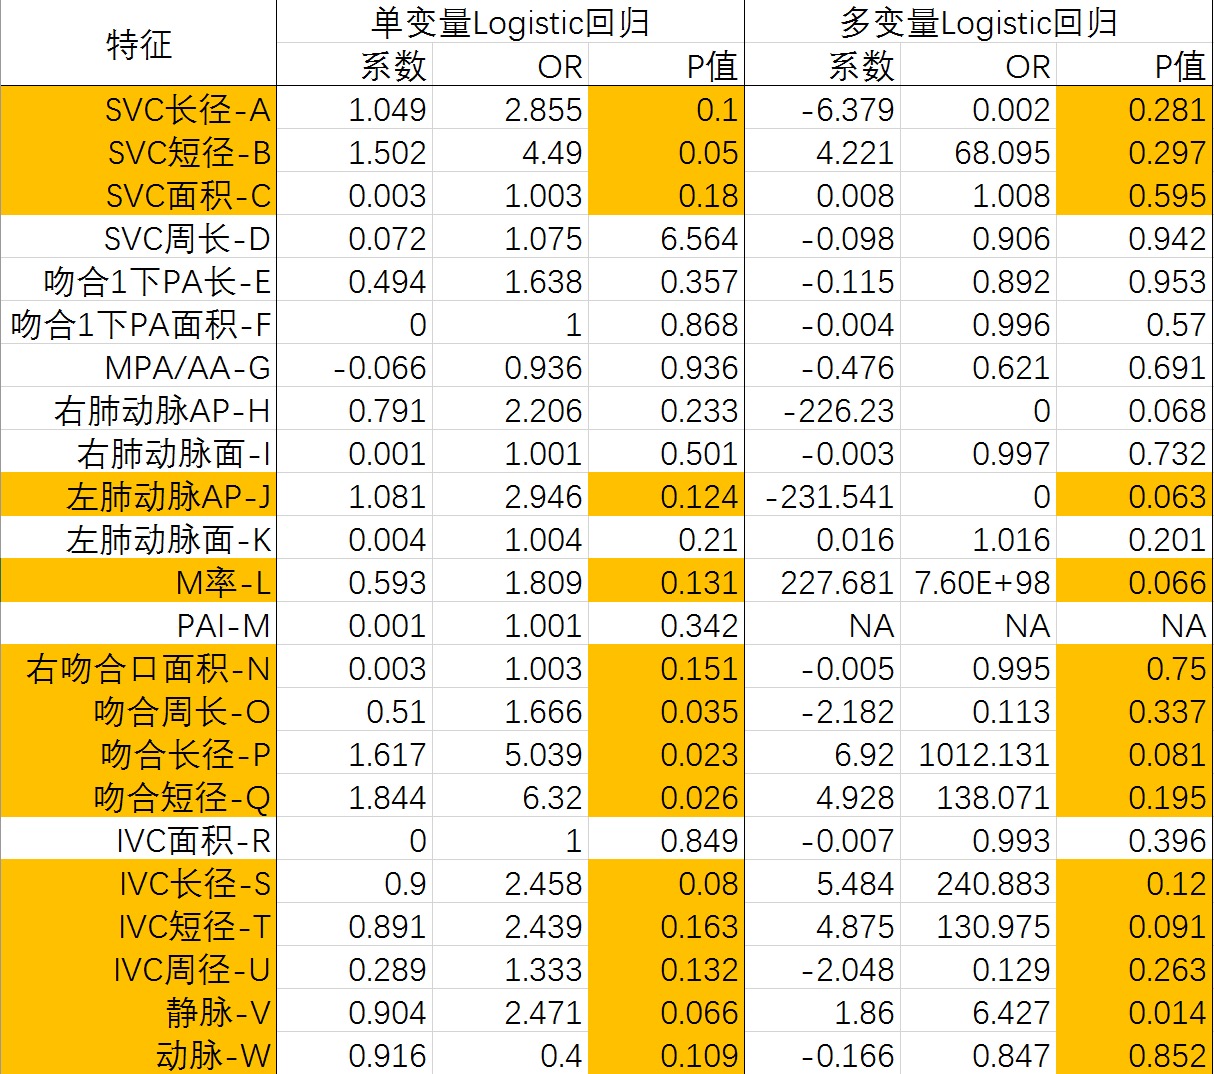 特征 单变量Logistic回归 多变量Logistic回归
系数 OR P值 系数 OR P值
SVC长径-A 1.049 2.855 0.1 -6.379 0.002 0.281
SVC短径-B 1.502 4.49 0.05 4.221 68.095 0.297
SVC面积-C 0.003 1.003 0.18 0.008 1.008 0.595
SVC周长-D 0.072 1.075 6.564 -0.098 0.906 0.942
吻合1下PA长-E 0.494 1.638 0.357 -0.115 0.892 0.953
吻合1下PA面积-F 0 1 0.868 -0.004 0.996 0.57
MPA/AA-G -0.066 0.936 0.936 -0.476 0.621 0.691
右肺动脉AP-H 0.791 2.206 0.233 -226.23 0 0.068
右肺动脉面-I 0.001 1.001 0.501 -0.003 0.997 0.732
左肺动脉AP-J 1.081 2.946 0.124 -231.541 0 0.063
左肺动脉面-K 0.004 1.004 0.21 0.016 1.016 0.201
M率-L 0.593 1.809 0.131 227.681 7.60E+98 0.066
PAI-M 0.001 1.001 0.342 NA NA NA
右吻合口面积-N 0.003 1.003 0.151 -0.005 0.995 0.75
吻合周长-O 0.51 1.666 0.035 -2.182 0.113 0.337
吻合长径-P 1.617 5.039 0.023 6.92 1012.131 0.081
吻合短径-Q 1.844 6.32 0.026 4.928 138.071 0.195
IVC面积-R 0 1 0.849 -0.007 0.993 0.396
IVC长径-S 0.9 2.458 0.08 5.484 240.883 0.12
IVC短径-T 0.891 2.439 0.163 4.875 130.975 0.091
IVC周径-U 0.289 1.333 0.132 -2.048 0.129 0.263
静脉-V 0.904 2.471 0.066 1.86 6.427 0.014
动脉-W 0.916 0.4 0.109 -0.166 0.847 0.852